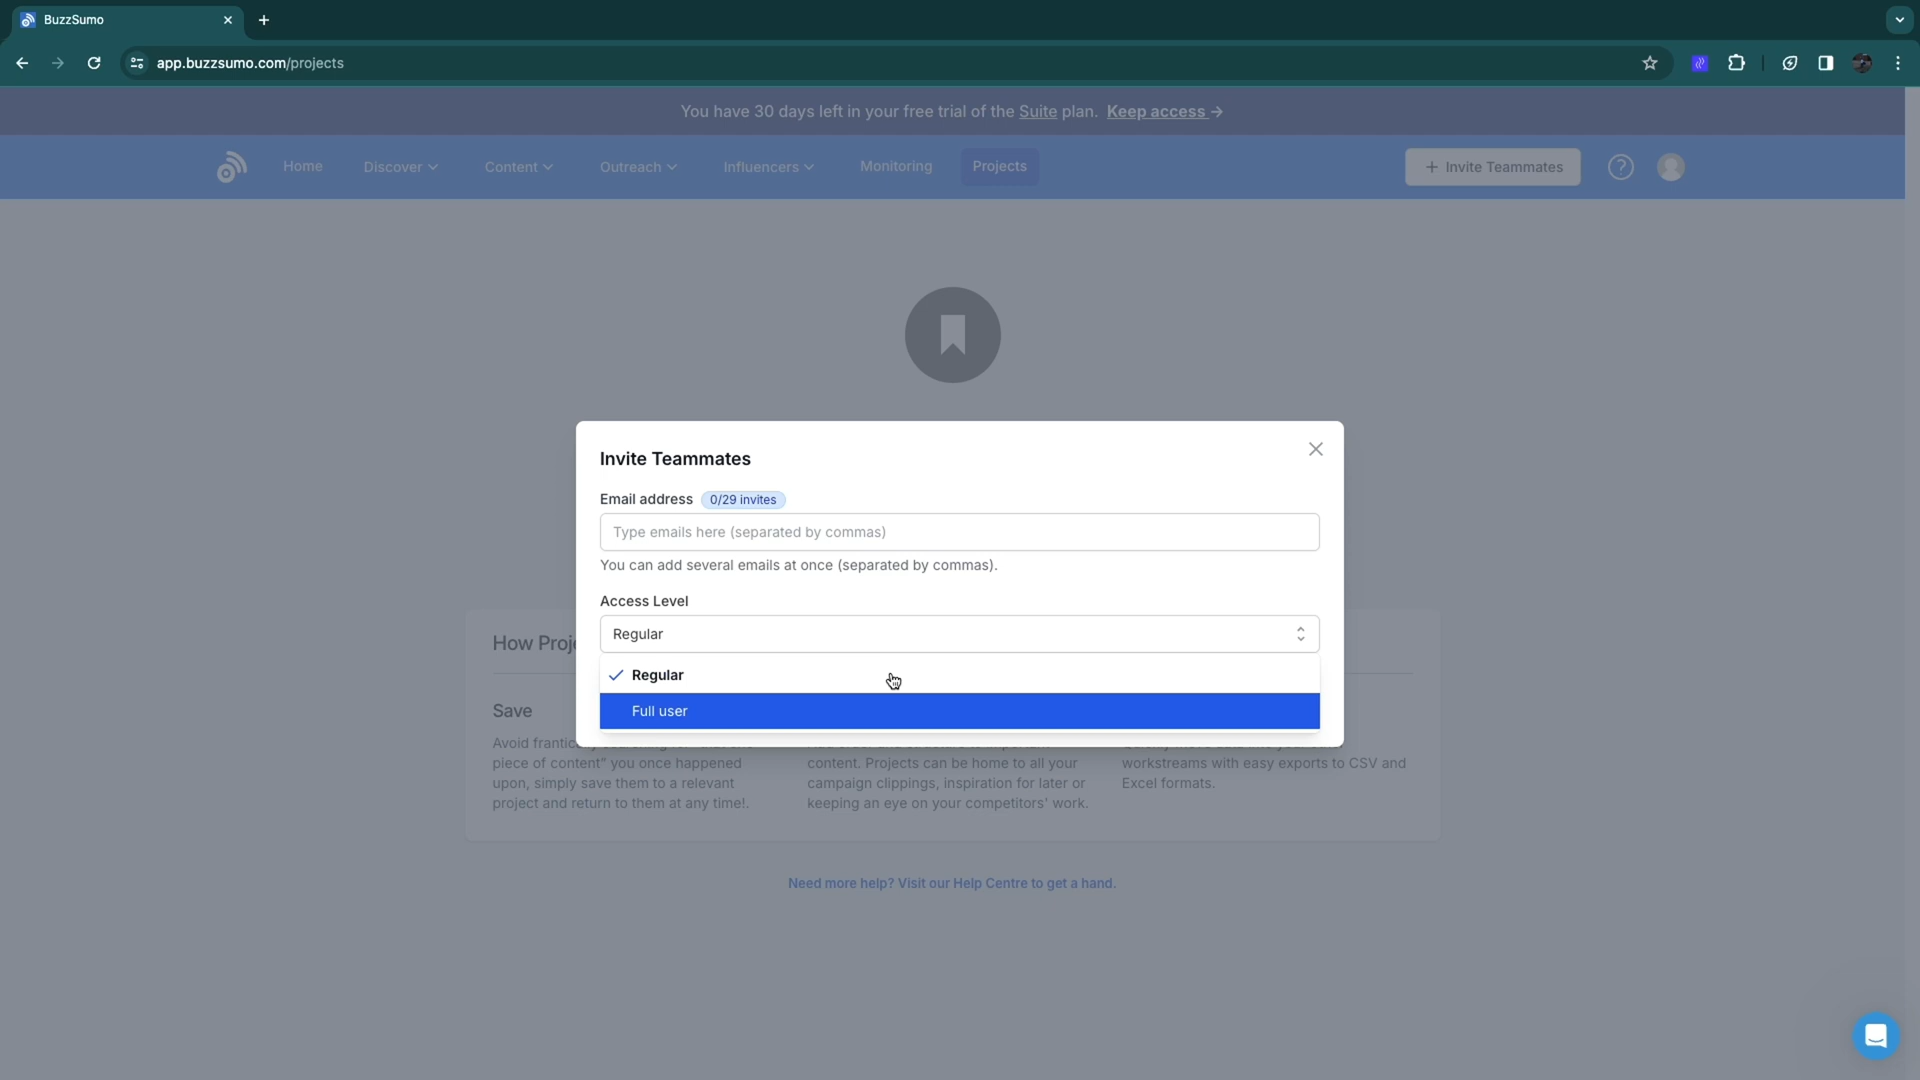 BuzzSumo
app.buzzsumo.com/projects
You have 30 days left in your free trial of the Suite plan. Keep access →
Home Discover Content Outreach Influencers Monitoring Projects + Invite Teammates ?
Invite Teammates
Email address 0/29 invites
Type emails here (separated by commas)
You can add several emails at once (separated by commas).
Access Level
Regular
Regular
Full user
How Proj
Save
piece of content" you once happened
upon, simply save them to a relevant
project and return to them at any time!.
content. Projects can be home to all your
campaign clippings, inspiration for later or
keeping an eye on your competitors' work.
workstreams with easy exports to CSV and
Excel formats.
Need more help? Visit our Help Centre to get a hand.